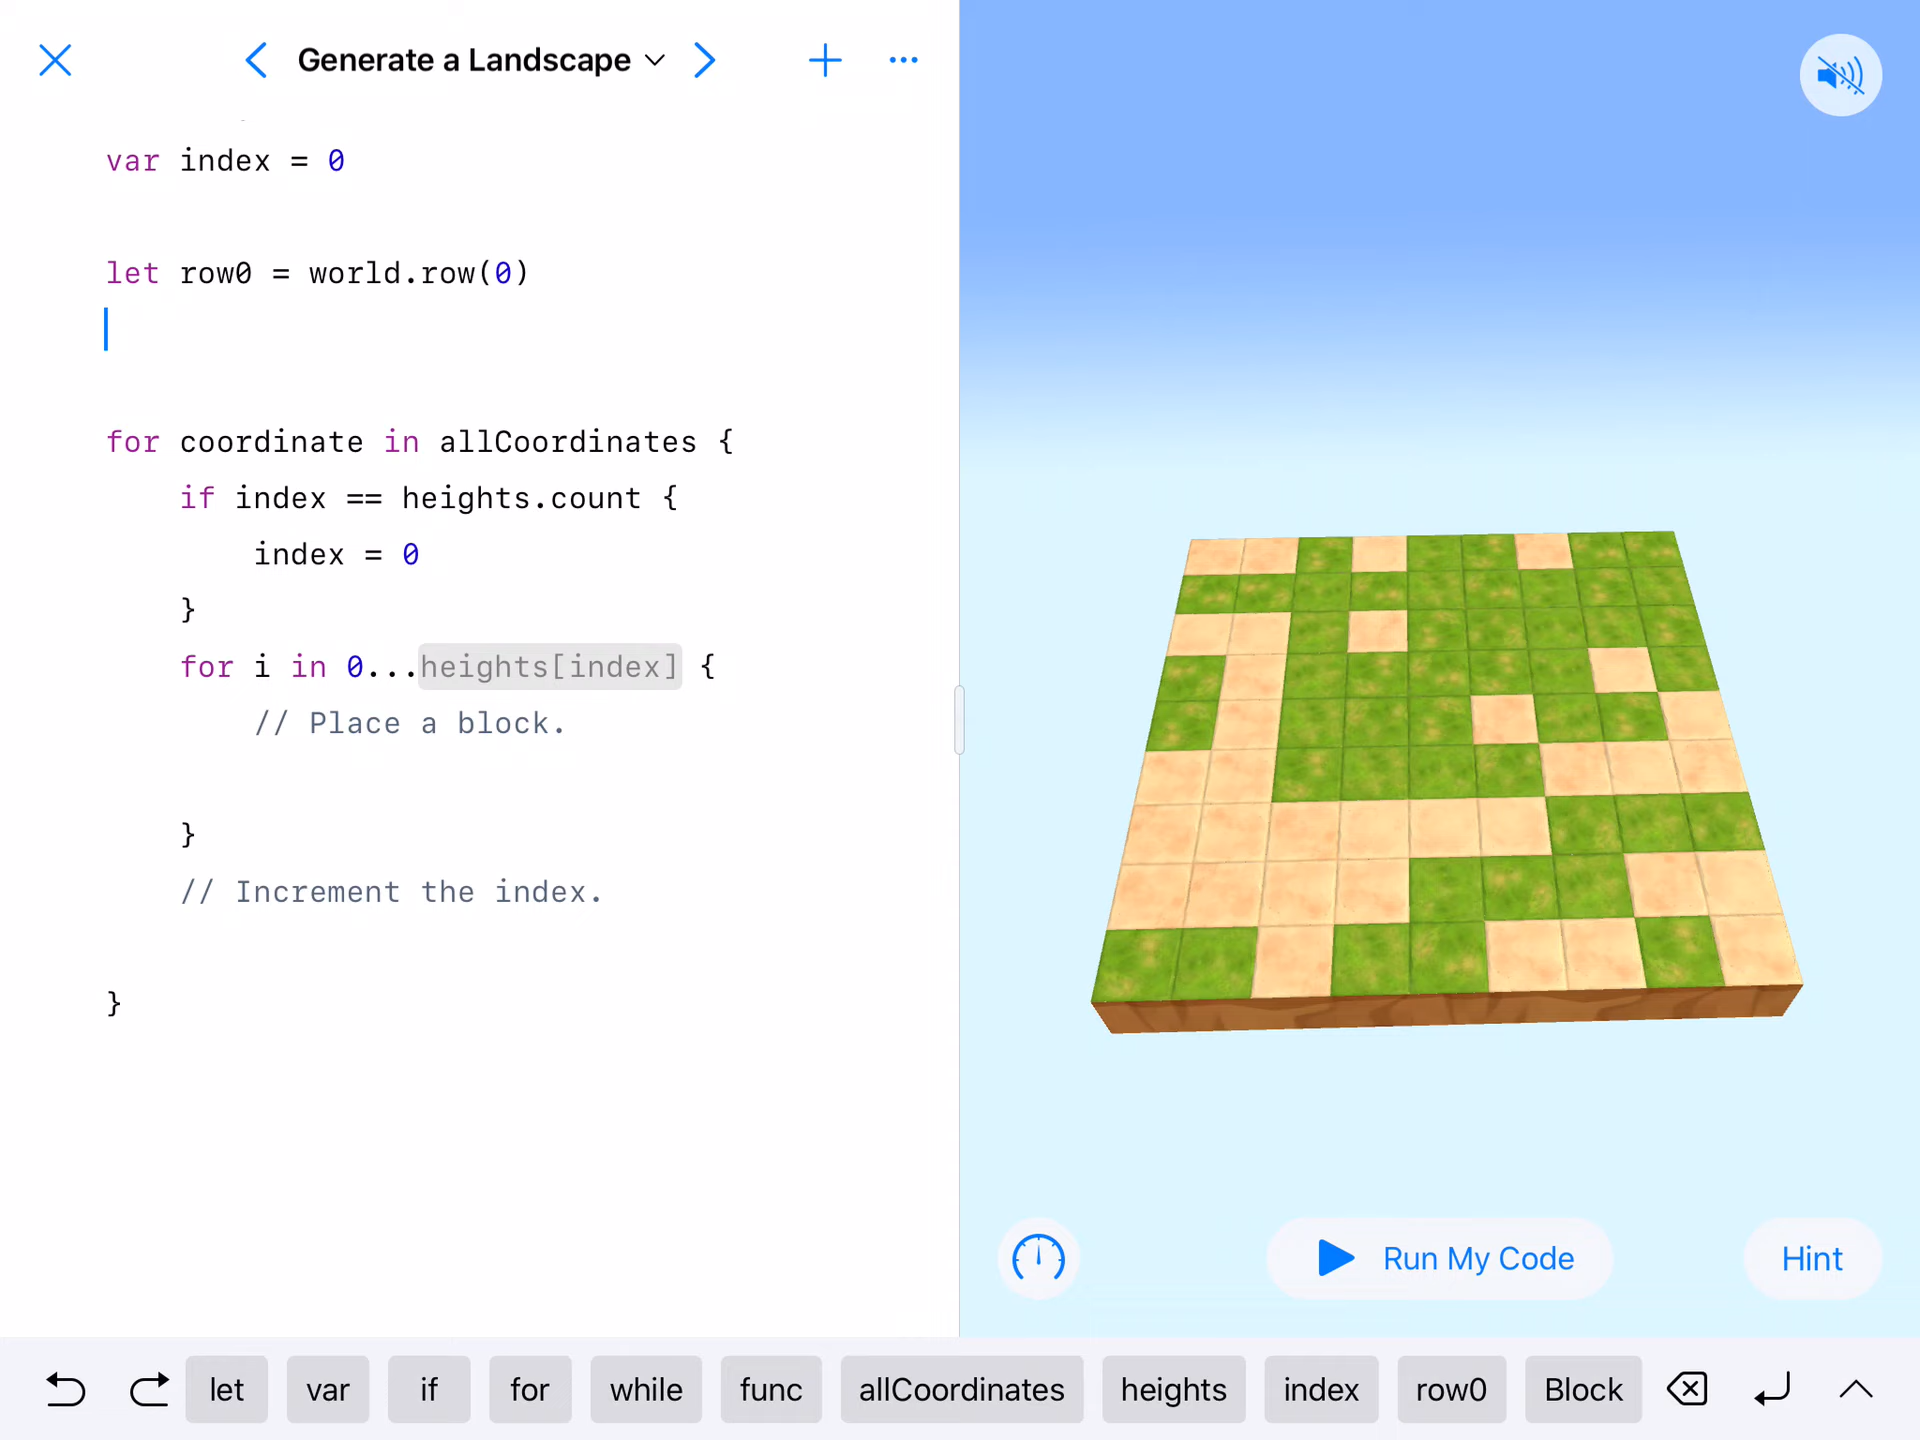 Generate a Landscape
var index = 0
let row0 = world.row(0)
for coordinate in allCoordinates {
if index == heights.count {
index = 0
}
for i in 0...heights[index] {
// Place a block.
}
// Increment the index.
}
Run My Code
Hint
let var if for while func allCoordinates heights index row0 Block